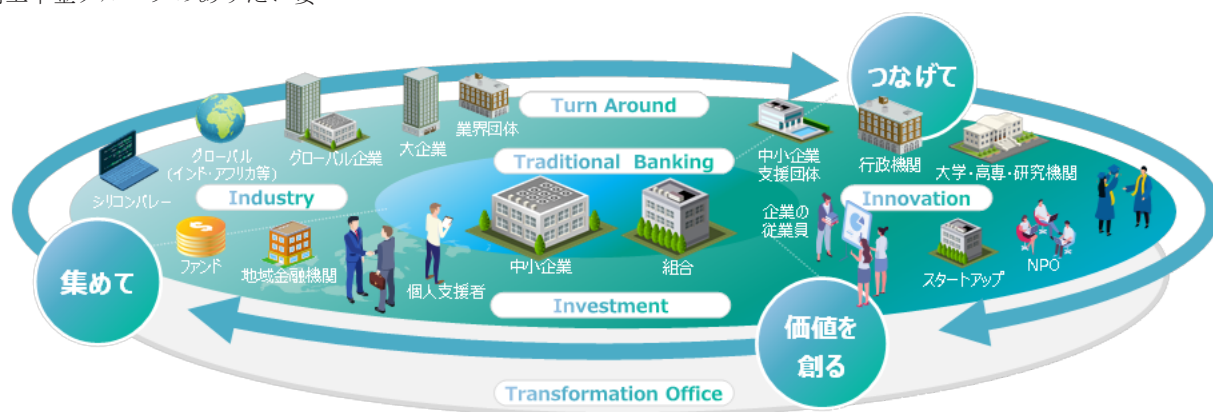 つなげて
Turn Around
業界団体
大企業
グローバル企業
グローバル
(インド・アフリカ等)
シリコンバレー
Traditional Banking
中小企業
支援団体
行政機関
大学・高専・研究機関
Industry
Innovation
企業の
従業員
ファンド
地域金融機関
個人支援者
中小企業
組合
スタートアップ
NPO
集めて
Investment
価値を
創る
Transformation Office